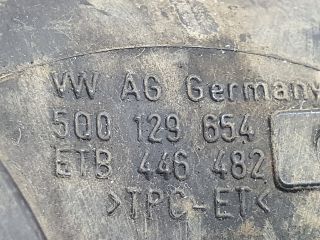 VW AG Germany
5Q0 129 654
ETB 446 482
>TPC-ET<